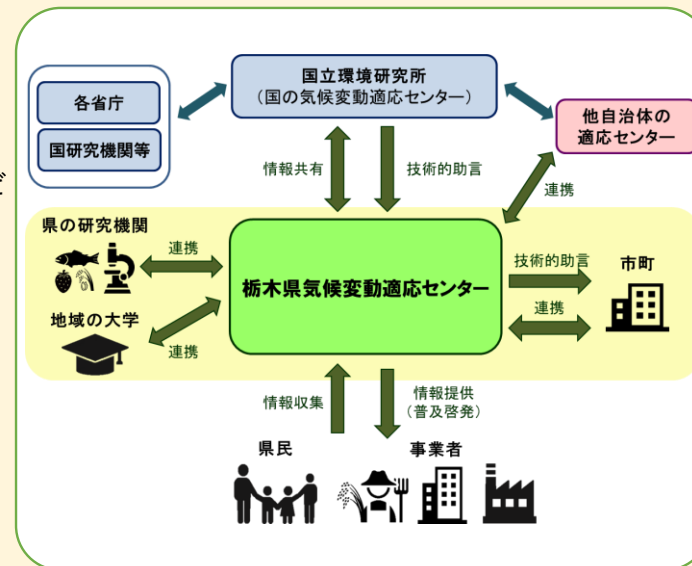 国立環境研究所
（国の気候変動適応センター）
各省庁
国研究機関等
他自治体の
適応センター
情報共有
技術的助言
連携
県の研究機関
連携
地域の大学
連携
栃木県気候変動適応センター
技術的助言
連携
市町
情報収集
情報提供
（普及啓発）
県民
事業者